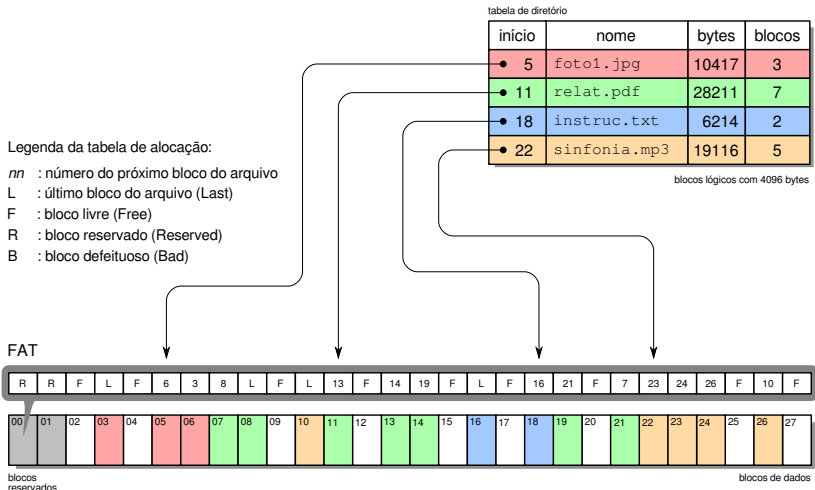 tabela de diretório
início nome bytes blocos
5 foto1.jpg 10417 3
11 relat.pdf 28211 7
18 instruc.txt 6214 2
22 sinfonia.mp3 19116 5
blocos lógicos com 4096 bytes
Legenda da tabela de alocação:
nn : número do próximo bloco do arquivo
L : último bloco do arquivo (Last)
F : bloco livre (Free)
R : bloco reservado (Reserved)
B : bloco defeituoso (Bad)
FAT
R R F L F 6 3 8 L F L 13 F 14 19 F L F 16 21 F 7 23 24 26 F 10 F
00 01 02 03 04 05 06 07 08 09 10 11 12 13 14 15 16 17 18 19 20 21 22 23 24 25 26 27
blocos reservados
blocos de dados